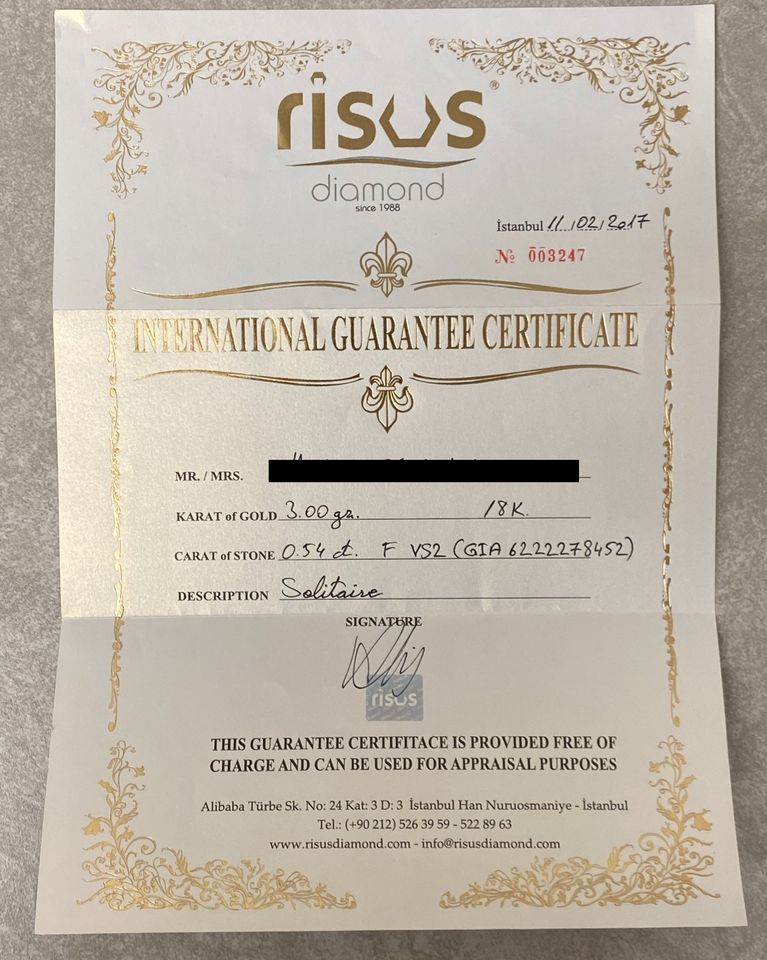 risus®
diamond
since 1988
İstanbul 11/02/2017
№ 003247
INTERNATIONAL GUARANTEE CERTIFICATE
MR. / MRS.
KARAT of GOLD 3.00 gr. 18K.
CARAT of STONE 0.54 ct. F VS2 (GIA 6222278452)
DESCRIPTION Solitaire
SIGNATURE
risus
THIS GUARANTEE CERTIFITACE IS PROVIDED FREE OF
CHARGE AND CAN BE USED FOR APPRAISAL PURPOSES
Alibaba Türbe Sk. No: 24 Kat: 3 D: 3 İstanbul Han Nuruosmaniye - İstanbul
Tel.: (+90 212) 526 39 59 - 522 89 63
www.risusdiamond.com - info@risusdiamond.com